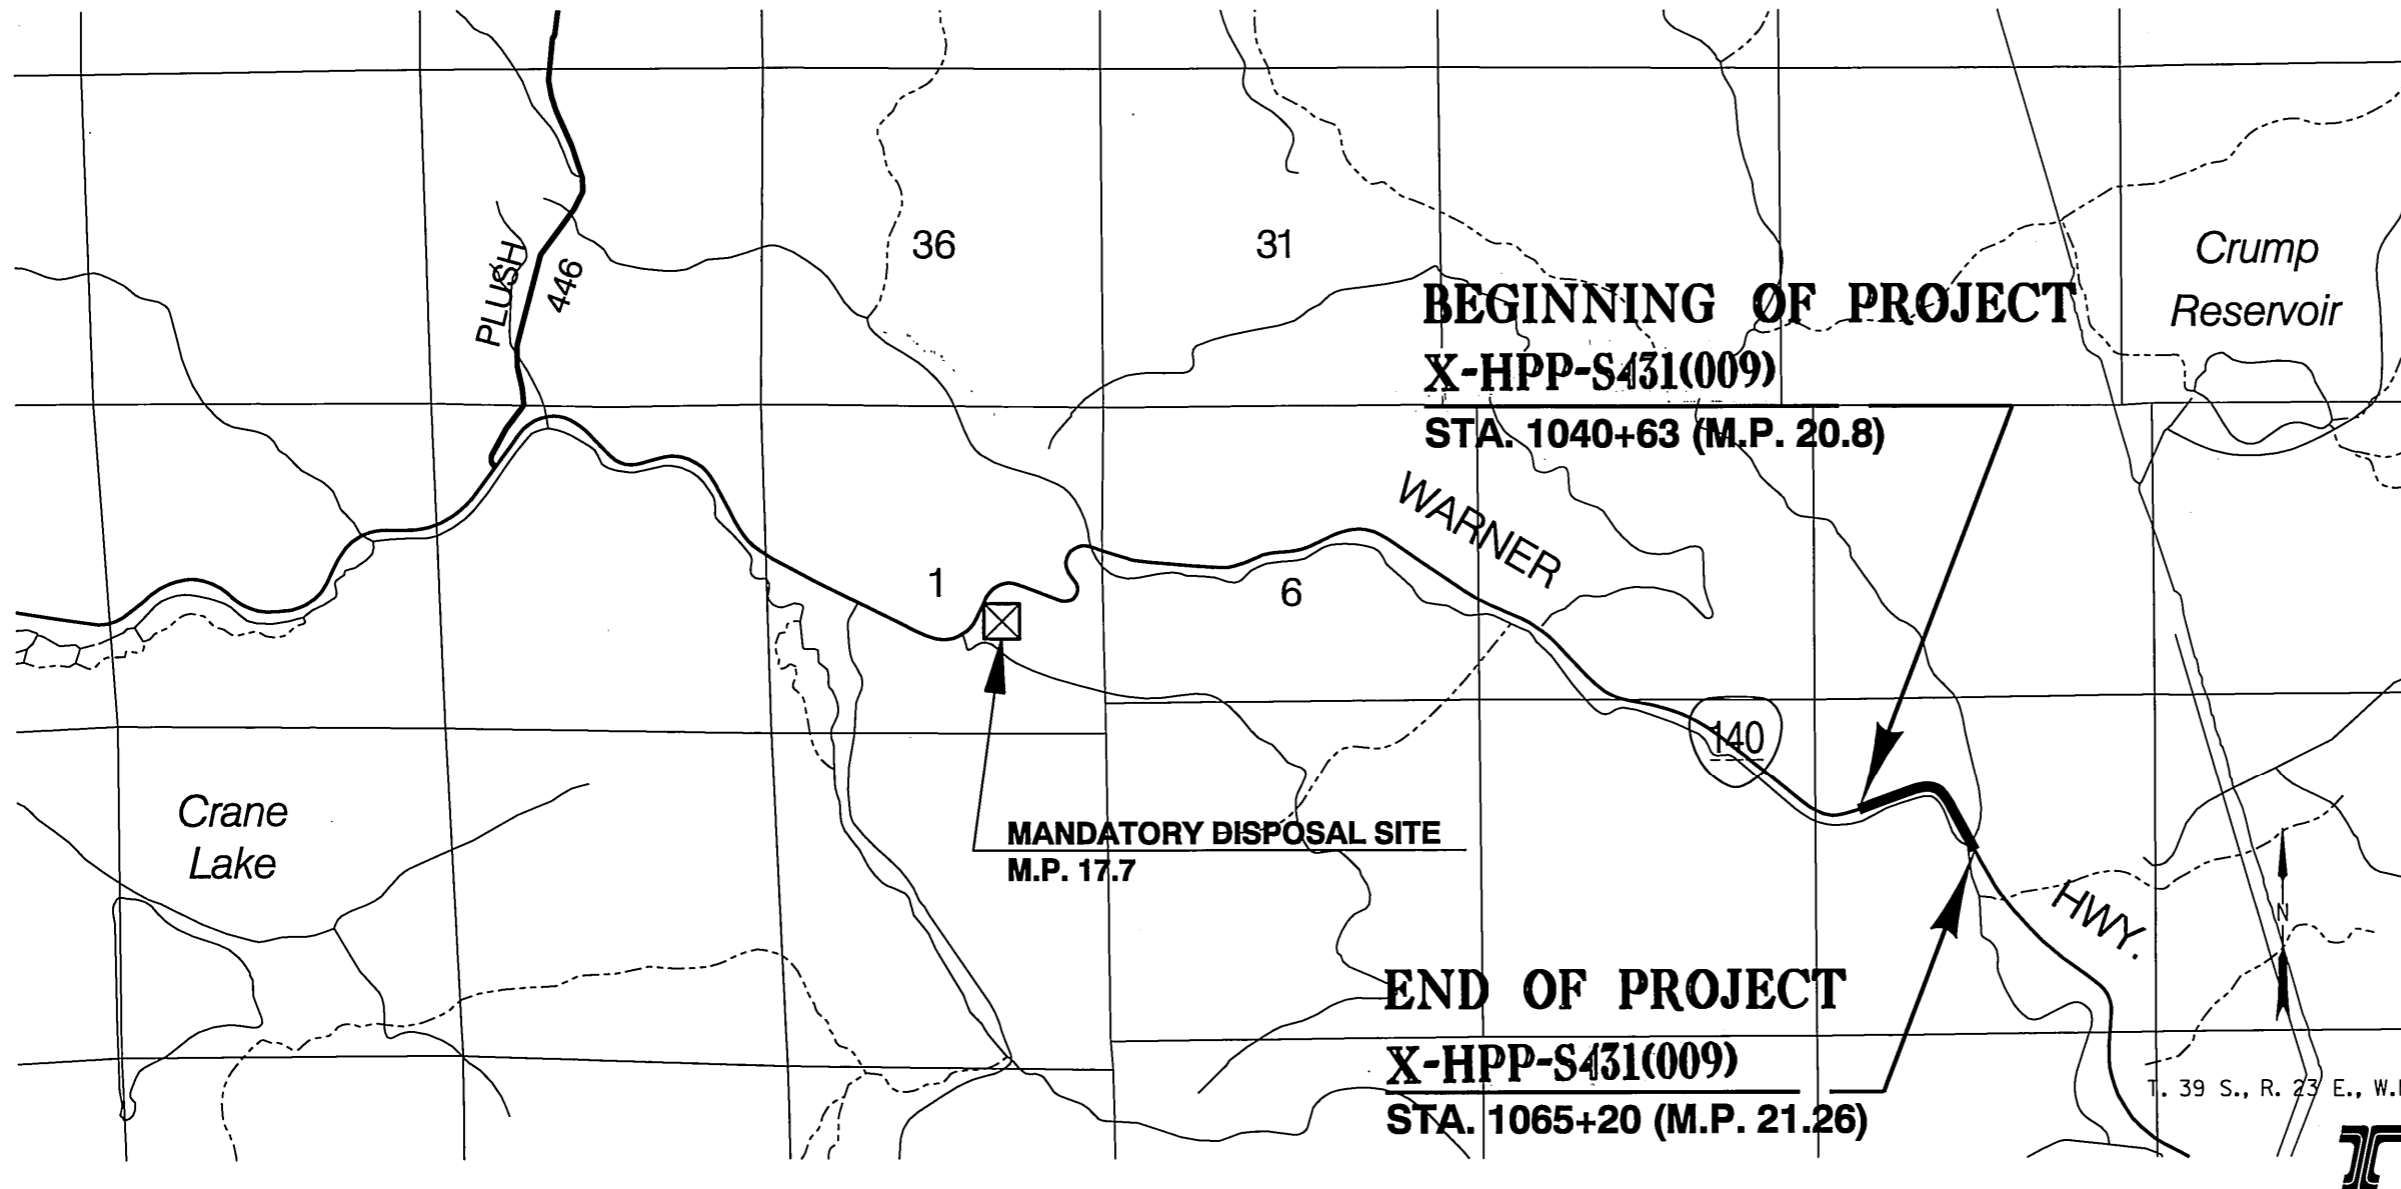 PLUSH
446
36
31
Crump
Reservoir
BEGINNING OF PROJECT
X-HPP-S431(009)
STA. 1040+63 (M.P. 20.8)
WARNER
1
6
140
Crane
Lake
MANDATORY DISPOSAL SITE
M.P. 17.7
HWY.
N
END OF PROJECT
X-HPP-S431(009)
STA. 1065+20 (M.P. 21.26)
T. 39 S., R. 23 E.,